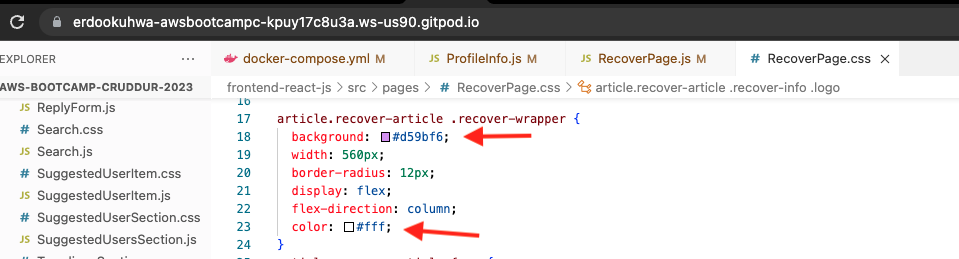 erdookuhwa-awsbootcampc-kpuy17c8u3a.ws-us90.gitpod.io
EXPLORER ···
docker-compose.yml M
JS ProfileInfo.js M
JS RecoverPage.js M
# RecoverPage.css ×
AWS-BOOTCAMP-CRUDDUR-2023
frontend-react-js > src > pages > # RecoverPage.css > article.recover-article .recover-info .logo
JS ReplyForm.js
# Search.css
JS Search.js
# SuggestedUserItem.css
JS SuggestedUserItem.js
# SuggestedUserSection.css
JS SuggestedUsersSection.js
16
17 article.recover-article .recover-wrapper {
18 background: #d59bf6;
19 width: 560px;
20 border-radius: 12px;
21 display: flex;
22 flex-direction: column;
23 color: #fff;
24 }